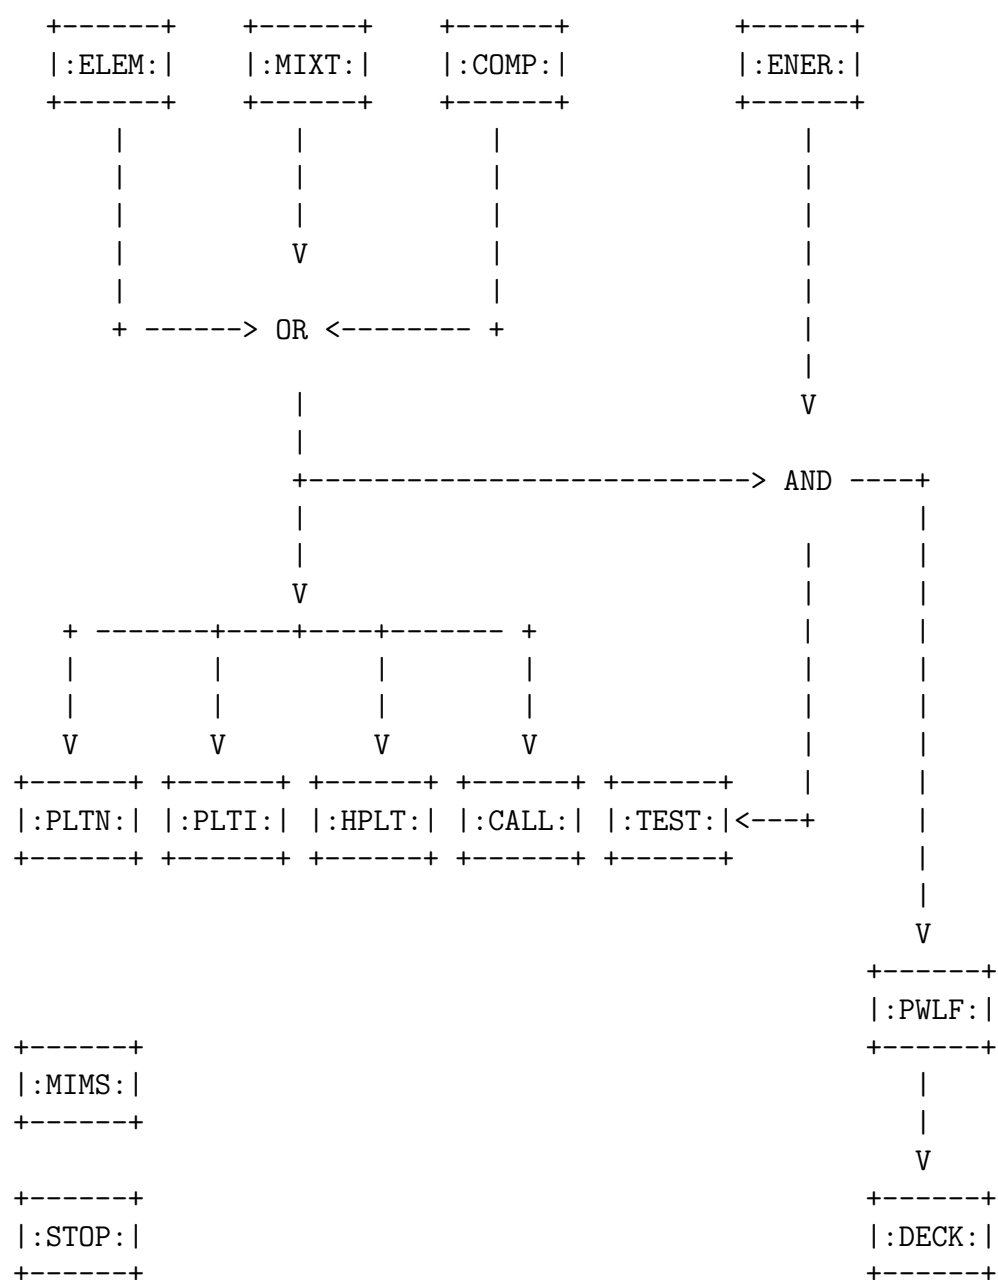 +------+    +------+    +------+          +------+
|:ELEM:|    |:MIXT:|    |:COMP:|          |:ENER:|
+------+    +------+    +------+          +------+
    |          |           |                  |
    |          |           |                  |
    |          |           |                  |
    |          V           |                  |
    |                      |                  |
    + ------> OR <-------- +                  |
                                              |
               |                              V
               |
               +---------------------------> AND ----+
               |                                     |
               |                              |      |
               V                              |      |
 + -------+----+----+------- +                |      |
 |        |         |        |                |      |
 |        |         |        |                |      |
 V        V         V        V                |      |
+------+ +------+ +------+ +------+ +------+  |      |
|:PLTN:| |:PLTI:| |:HPLT:| |:CALL:| |:TEST:|<---+    |
+------+ +------+ +------+ +------+ +------+         |
                                                     |
                                                     V
                                                  +------+
                                                  |:PWLF:|
+------+                                          +------+
|:MIMS:|                                             |
+------+                                             |
                                                     V
+------+                                          +------+
|:STOP:|                                          |:DECK:|
+------+                                          +------+